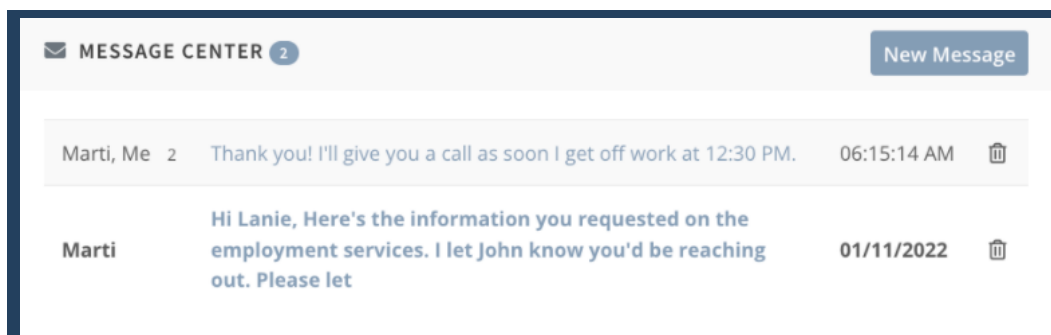 MESSAGE CENTER 2
New Message
Marti, Me 2 Thank you! I'll give you a call as soon I get off work at 12:30 PM. 06:15:14 AM
Hi Lanie, Here's the information you requested on the
Marti employment services. I let John know you'd be reaching 01/11/2022
out. Please let